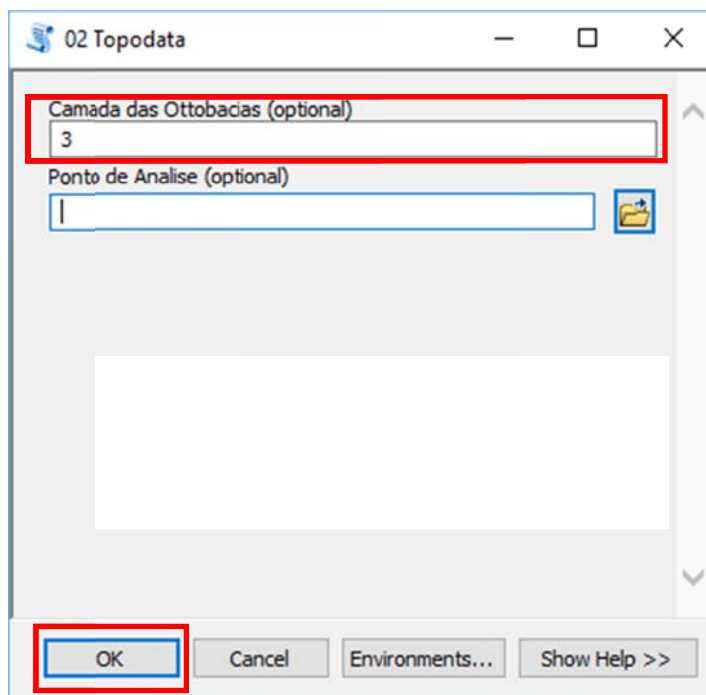 02 Topodata
Camada das Ottobacias (optional)
3
Ponto de Analise (optional)
OK Cancel Environments... Show Help >>